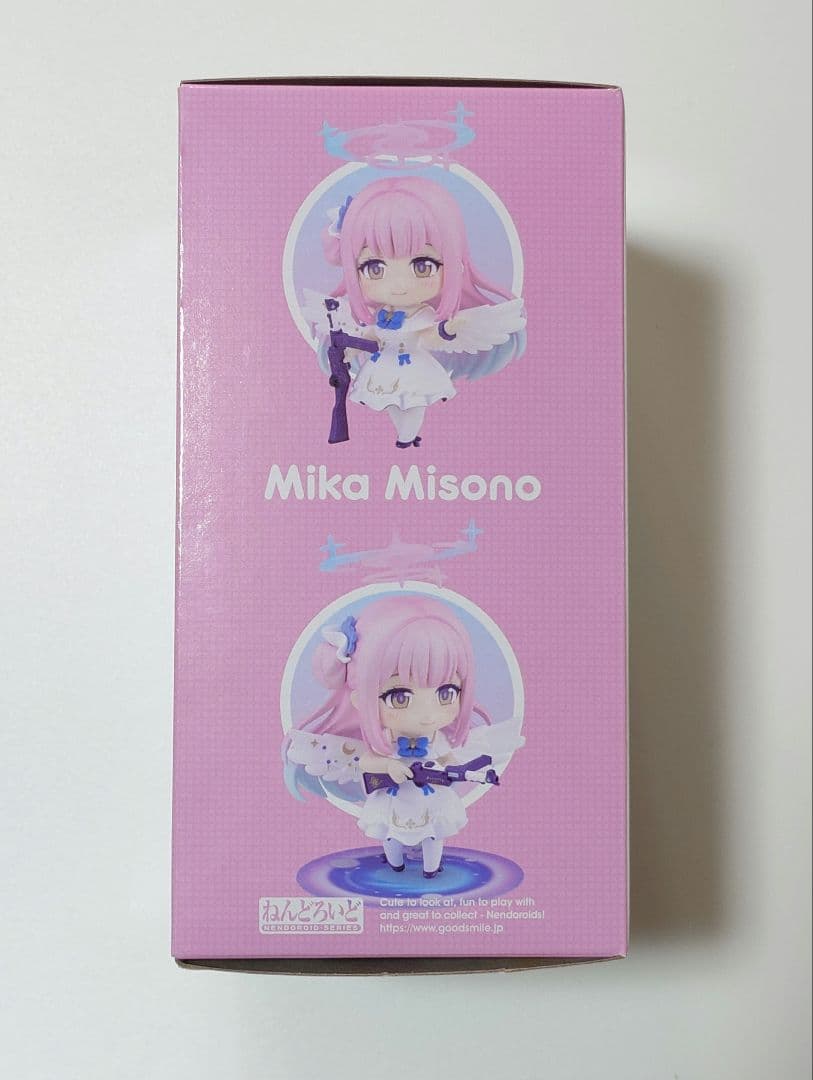 Mika Misono
ねんどろいど
NENDOROID-SERIES
Cute to look at, fun to play with
and great to collect - Nendoroids!
https://www.goodsmile.jp